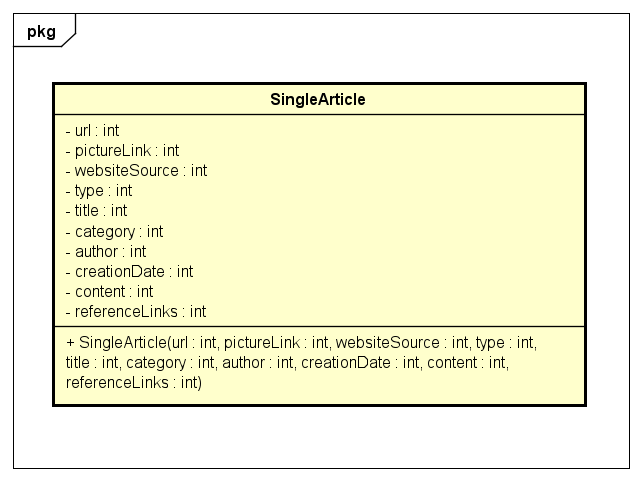 pkg
SingleArticle
- url : int
- pictureLink : int
- websiteSource : int
- type : int
- title : int
- category : int
- author : int
- creationDate : int
- content : int
- referenceLinks : int
+ SingleArticle(url : int, pictureLink : int, websiteSource : int, type : int,
title : int, category : int, author : int, creationDate : int, content : int,
referenceLinks : int)